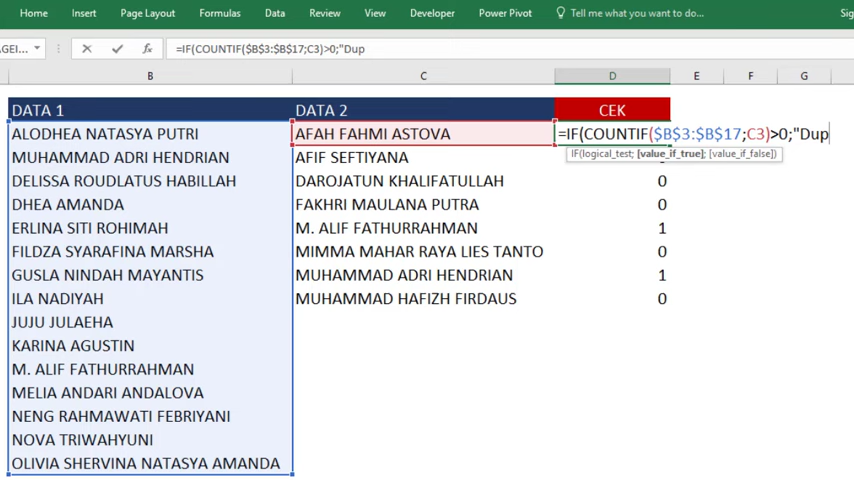 Home Insert Page Layout Formulas Data Review View Developer Power Pivot Tell me what you want to do... Sig
AGEI... fx =IF(COUNTIF($B$3:$B$17;C3)>0;"Dup
B C D E F G
DATA 1 DATA 2 CEK
ALODHEA NATASYA PUTRI AFAH FAHMI ASTOVA =IF(COUNTIF($B$3:$B$17;C3)>0;"Dup
MUHAMMAD ADRI HENDRIAN AFIF SEFTIYANA IF(logical_test; [value_if_true]; [value_if_false])
DELISSA ROUDLATUS HABILLAH DAROJATUN KHALIFATULLAH 0
DHEA AMANDA FAKHRI MAULANA PUTRA 0
ERLINA SITI ROHIMAH M. ALIF FATHURRAHMAN 1
FILDZA SYARAFINA MARSHA MIMMA MAHAR RAYA LIES TANTO 0
GUSLA NINDAH MAYANTIS MUHAMMAD ADRI HENDRIAN 1
ILA NADIYAH MUHAMMAD HAFIZH FIRDAUS 0
JUJU JULAEHA
KARINA AGUSTIN
M. ALIF FATHURRAHMAN
MELIA ANDARI ANDALOVA
NENG RAHMAWATI FEBRIYANI
NOVA TRIWAHYUNI
OLIVIA SHERVINA NATASYA AMANDA